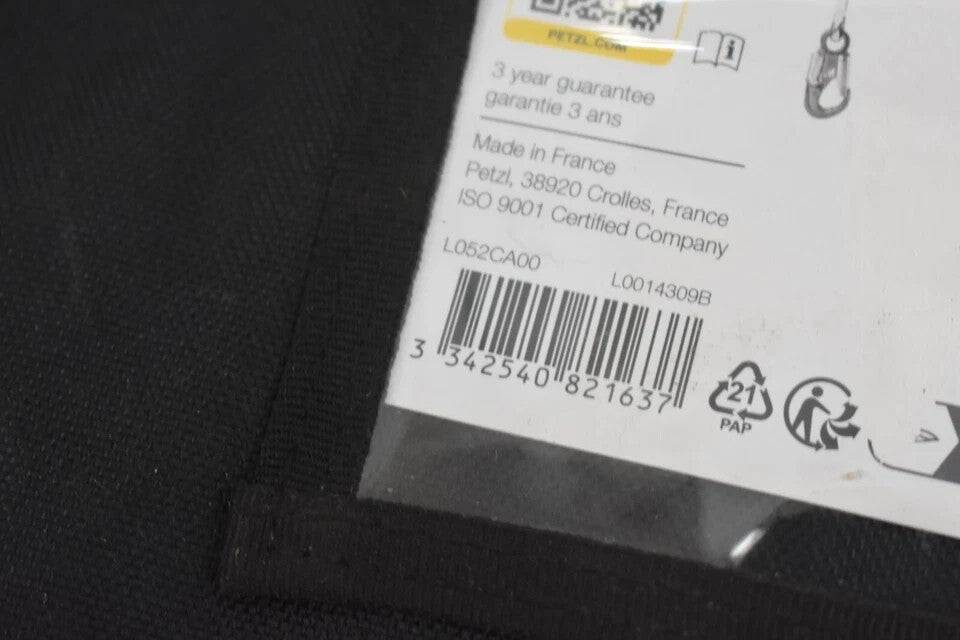 PETZL.COM
3 year guarantee
garantie 3 ans
Made in France
Petzl, 38920 Crolles, France
ISO 9001 Certified Company
L052CA00 L0014309B
3 342540 821637
21
PAP